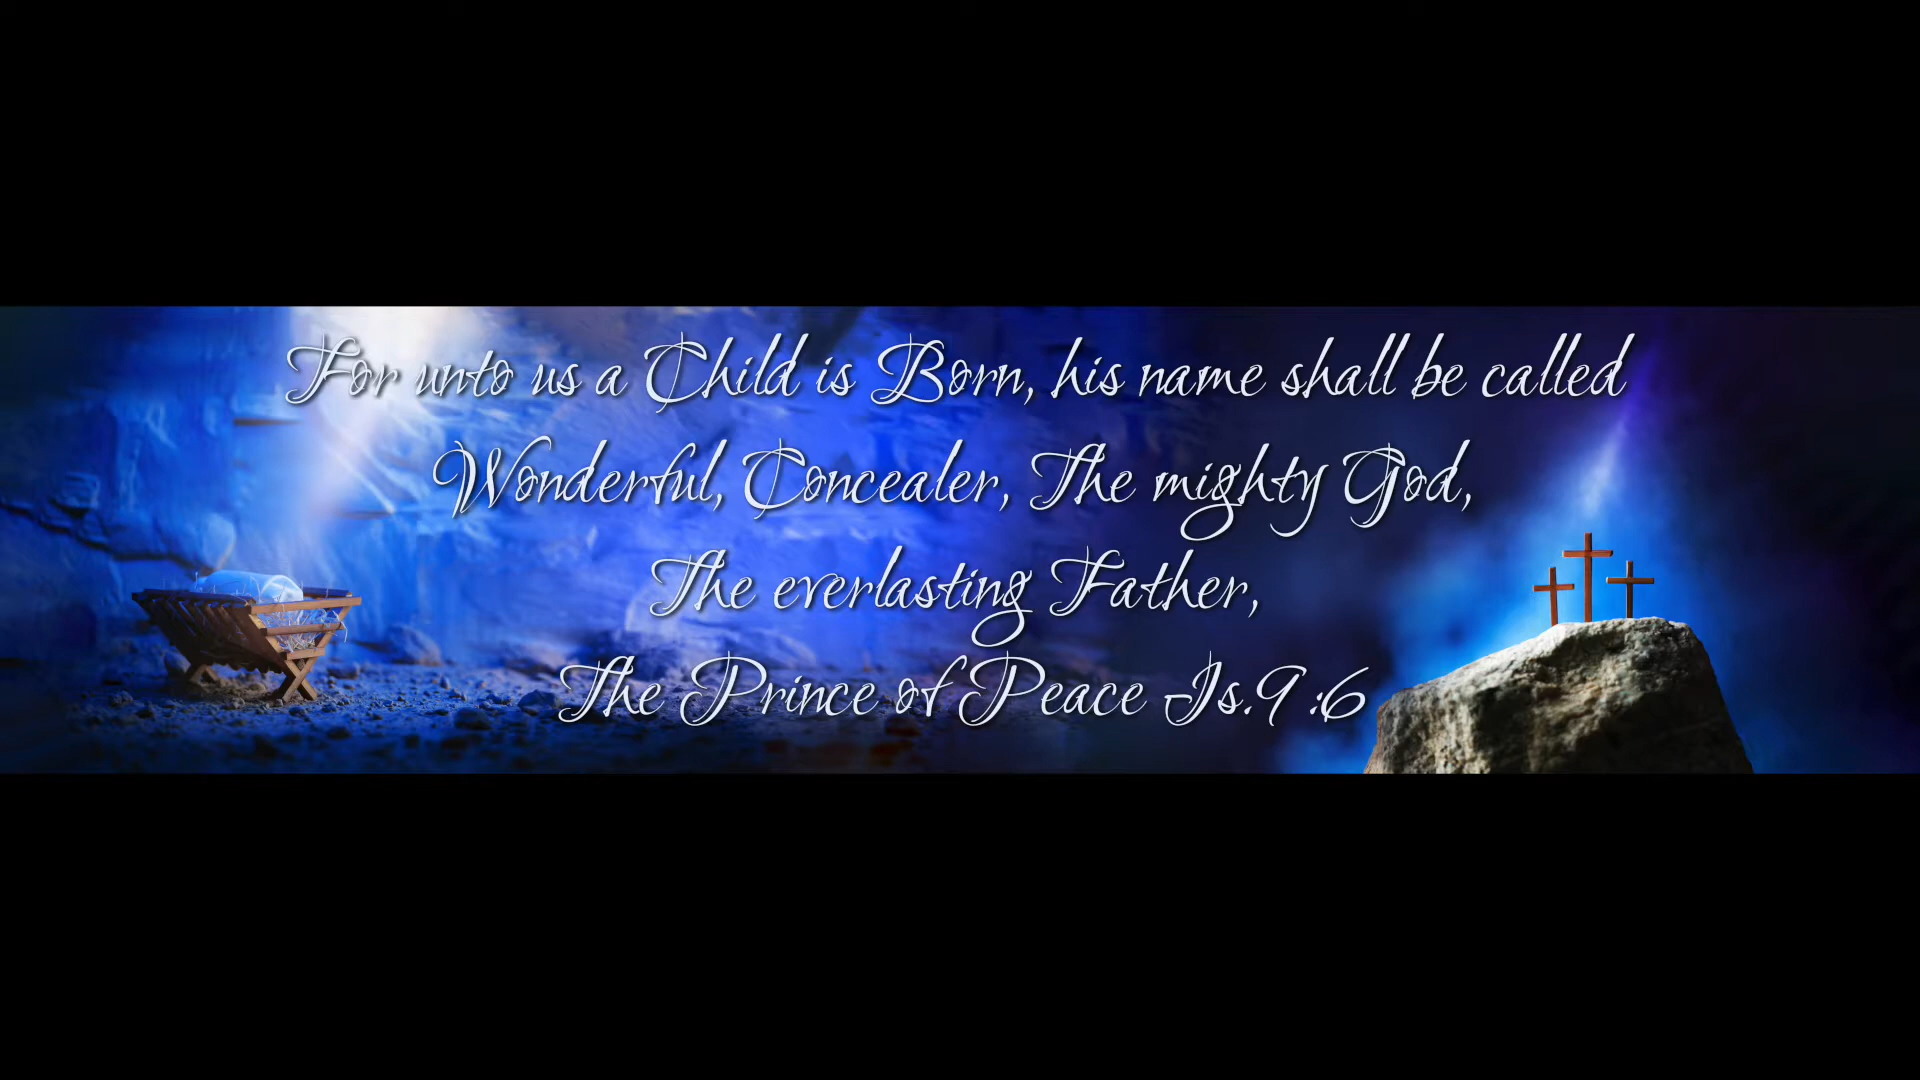 For unto us a Child is Born, his name shall be called
Wonderful, Concealer, The mighty God,
The everlasting Father,
The Prince of Peace Is.9:6